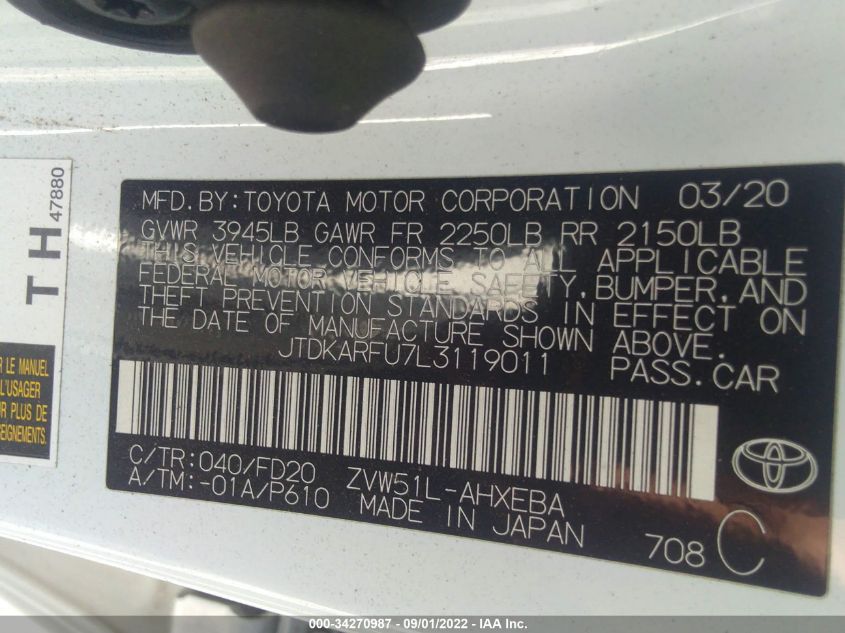 MFD. BY: TOYOTA MOTOR CORPORATION 03/20
GVWR 3945LB GAWR FR 2250LB RR 2150LB
THIS VEHICLE CONFORMS TO ALL APPLICABLE
FEDERAL MOTOR VEHICLE SAFETY, BUMPER, AND
THEFT PREVENTION STANDARDS IN EFFECT ON
THE DATE OF MANUFACTURE SHOWN ABOVE.
JTDKARFU7L3119011 PASS. CAR
C/TR: 040/FD20 ZVW51L-AHXEBA
A/TM: -01A/P610 MADE IN JAPAN
708 C
TH
47880
R LE MANUEL
L'USAGER
R PLUS DE
EIGNEMENTS.
000-34270987 - 09/01/2022 - IAA Inc.